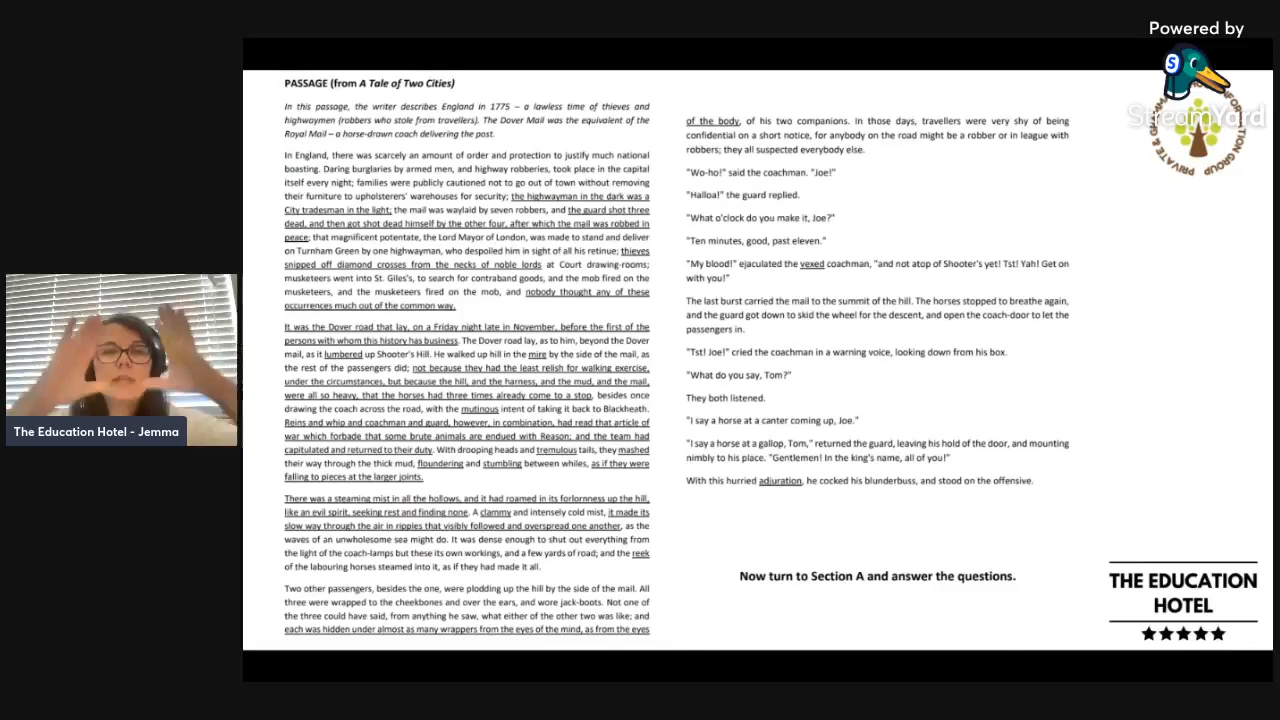 Powered by
S
StreamYard
PASSAGE (from A Tale of Two Cities)
In this passage, the writer describes England in 1775 – a lawless time of thieves and
highwaymen (robbers who stole from travellers). The Dover Mail was the equivalent of the
Royal Mail – a horse-drawn coach delivering the post.
In England, there was scarcely an amount of order and protection to justify much national
boasting. Daring burglaries by armed men, and highway robberies, took place in the capital
itself every night; families were publicly cautioned not to go out of town without removing
their furniture to upholsterers' warehouses for security; the highwayman in the dark was a
City tradesman in the light; the mail was waylaid by seven robbers, and the guard shot three
dead, and then got shot dead himself by the other four, after which the mail was robbed in
peace; that magnificent potentate, the Lord Mayor of London, was made to stand and deliver
on Turnham Green by one highwayman, who despoiled him in sight of all his retinue; thieves
snipped off diamond crosses from the necks of noble lords at Court drawing-rooms;
musketeers went into St. Giles's, to search for contraband goods, and the mob fired on the
musketeers, and the musketeers fired on the mob, and nobody thought any of these
occurrences much out of the common way.
It was the Dover road that lay, on a Friday night late in November, before the first of the
persons with whom this history has business. The Dover road lay, as to him, beyond the Dover
mail, as it lumbered up Shooter's Hill. He walked up hill in the mire by the side of the mail, as
the rest of the passengers did; not because they had the least relish for walking exercise,
under the circumstances, but because the hill, and the harness, and the mud, and the mail,
were all so heavy, that the horses had three times already come to a stop, besides once
drawing the coach across the road, with the mutinous intent of taking it back to Blackheath.
Reins and whip and coachman and guard, however, in combination, had read that article of
war which forbade that some brute animals are endued with Reason; and the team had
capitulated and returned to their duty. With drooping heads and tremulous tails, they mashed
their way through the thick mud, floundering and stumbling between whiles, as if they were
falling to pieces at the larger joints.
There was a steaming mist in all the hollows, and it had roamed in its forlornness up the hill,
like an evil spirit, seeking rest and finding none. A clammy and intensely cold mist, it made its
slow way through the air in ripples that visibly followed and overspread one another, as the
waves of an unwholesome sea might do. It was dense enough to shut out everything from
the light of the coach-lamps but these its own workings, and a few yards of road; and the reek
of the labouring horses steamed into it, as if they had made it all.
Two other passengers, besides the one, were plodding up the hill by the side of the mail. All
three were wrapped to the cheekbones and over the ears, and wore jack-boots. Not one of
the three could have said, from anything he saw, what either of the other two was like; and
each was hidden under almost as many wrappers from the eyes of the mind, as from the eyes
of the body, of his two companions. In those days, travellers were very shy of being
confidential on a short notice, for anybody on the road might be a robber or in league with
robbers; they all suspected everybody else.
"Wo-ho!" said the coachman. "Joe!"
"Halloa!" the guard replied.
"What o'clock do you make it, Joe?"
"Ten minutes, good, past eleven."
"My blood!" ejaculated the vexed coachman, "and not atop of Shooter's yet! Tst! Yah! Get on
with you!"
The last burst carried the mail to the summit of the hill. The horses stopped to breathe again,
and the guard got down to skid the wheel for the descent, and open the coach-door to let the
passengers in.
"Tst! Joe!" cried the coachman in a warning voice, looking down from his box.
"What do you say, Tom?"
They both listened.
"I say a horse at a canter coming up, Joe."
"I say a horse at a gallop, Tom," returned the guard, leaving his hold of the door, and mounting
nimbly to his place. "Gentlemen! In the king's name, all of you!"
With this hurried adjuration, he cocked his blunderbuss, and stood on the offensive.
Now turn to Section A and answer the questions.
THE EDUCATION
HOTEL
The Education Hotel - Jemma